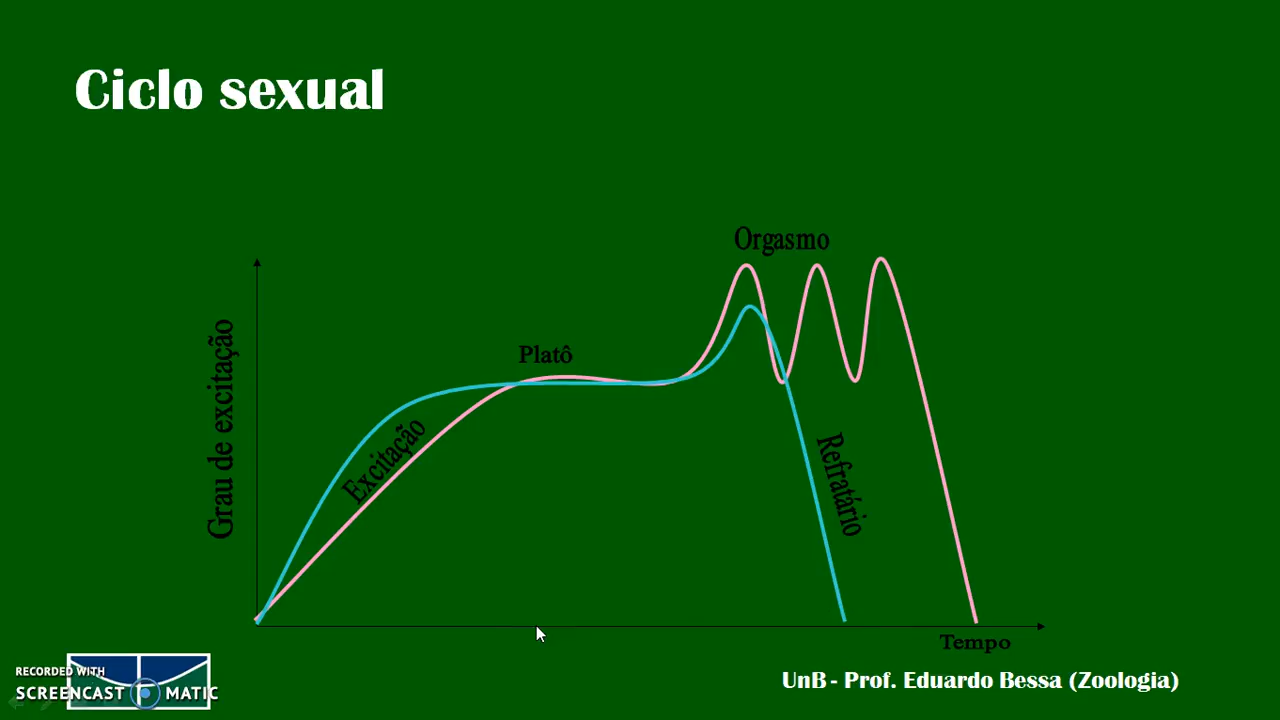 Ciclo sexual
Orgasmo
Platô
Grau de excitação
Excitação
Refratário
Tempo
RECORDED WITH
SCREENCAST MATIC
UnB - Prof. Eduardo Bessa (Zoologia)